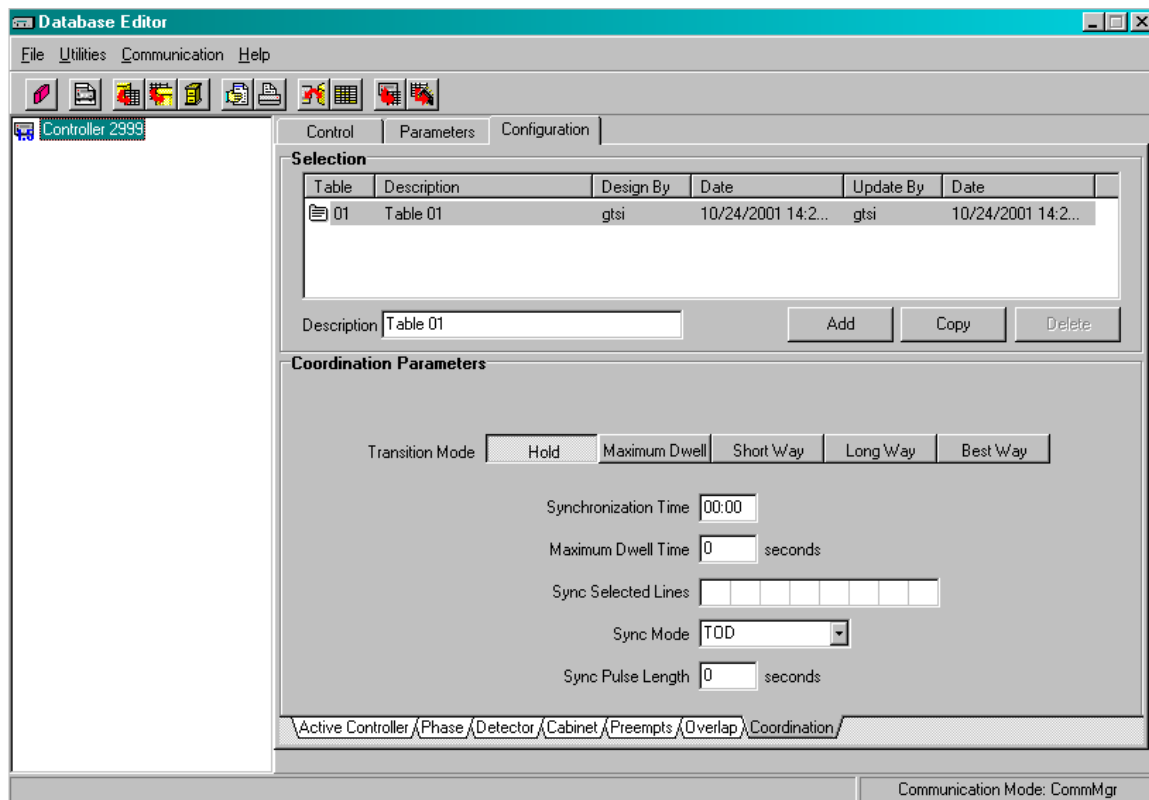 Database Editor
File Utilities Communication Help
Controller 2999
Control Parameters Configuration
Selection
Table Description Design By Date Update By Date
01 Table 01 gtsi 10/24/2001 14:2... gtsi 10/24/2001 14:2...
Description Table 01 Add Copy Delete
Coordination Parameters
Transition Mode Hold Maximum Dwell Short Way Long Way Best Way
Synchronization Time 00:00
Maximum Dwell Time 0 seconds
Sync Selected Lines
Sync Mode TOD
Sync Pulse Length 0 seconds
Active Controller Phase Detector Cabinet Preempts Overlap Coordination
Communication Mode: CommMgr